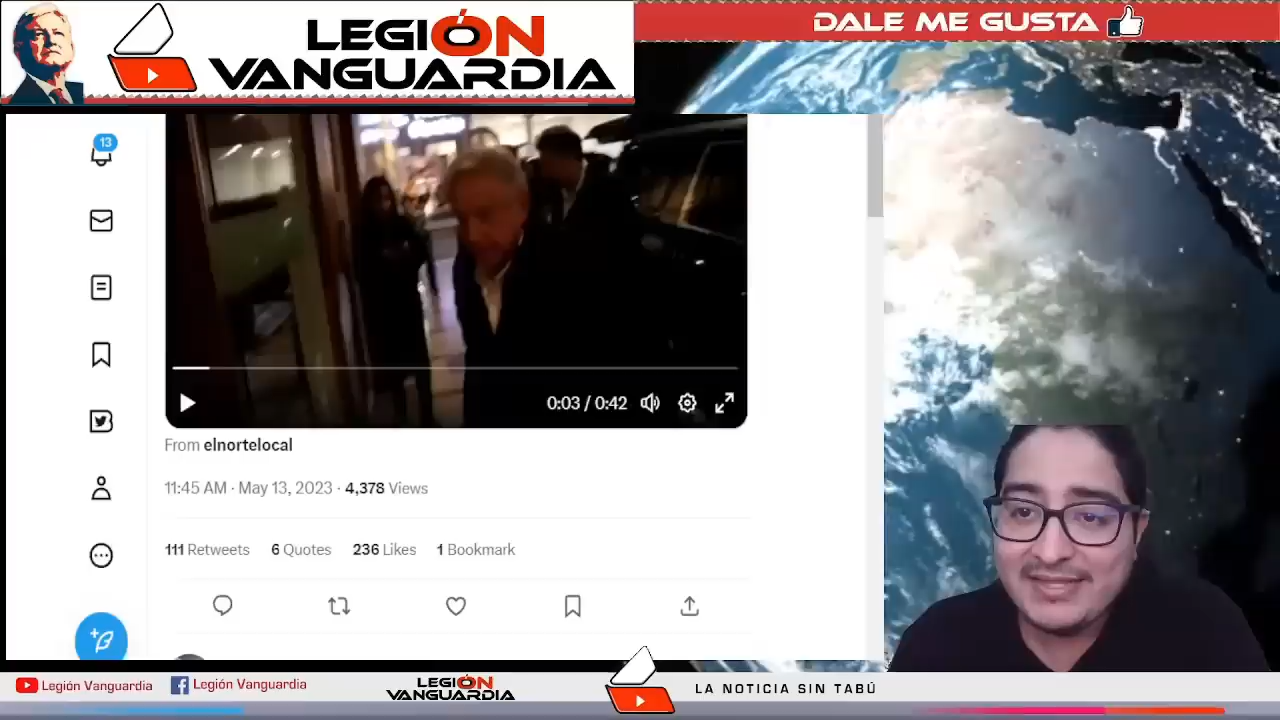 LEGIÓN
VANGUARDIA
DALE ME GUSTA
13
0:03 / 0:42
From elnortelocal
11:45 AM · May 13, 2023 · 4,378 Views
111 Retweets 6 Quotes 236 Likes 1 Bookmark
Legión Vanguardia
Legión Vanguardia
LEGIÓN
VANGUARDIA
LA NOTICIA SIN TABÚ